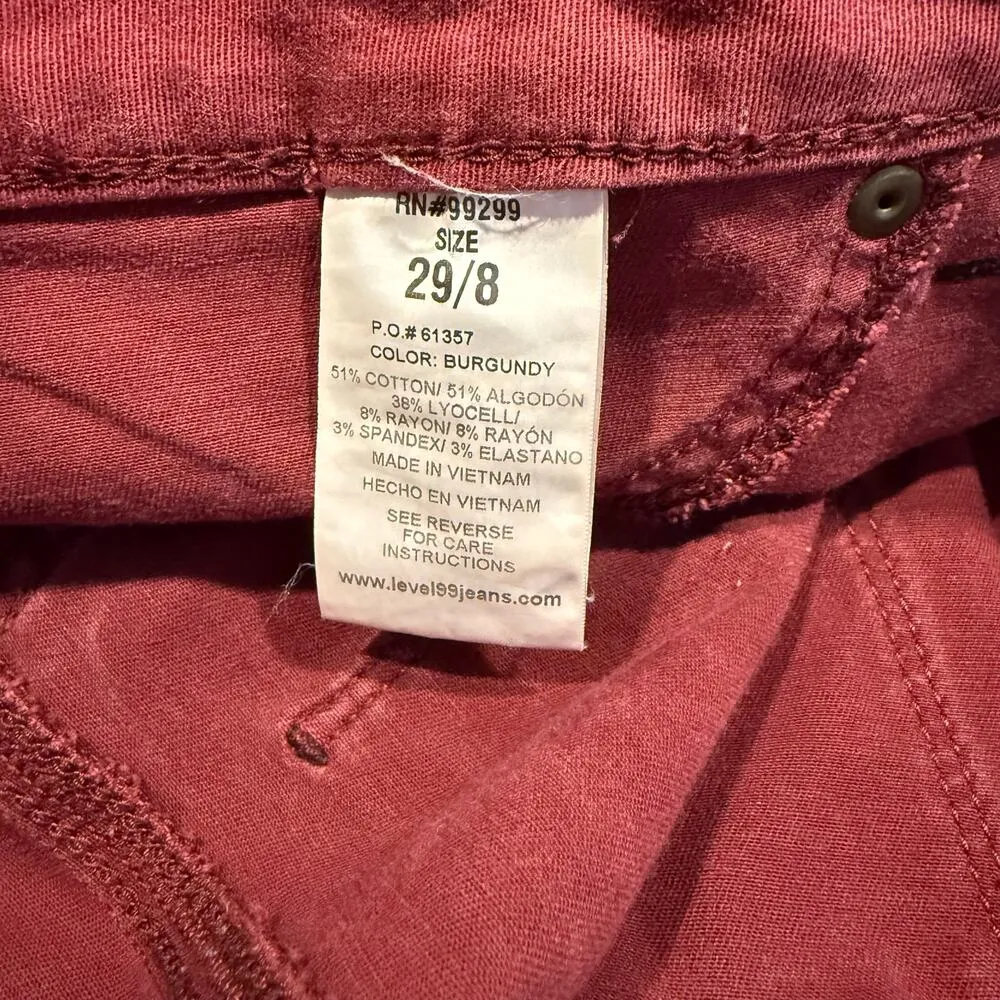 RN#99299
SIZE
29/8
P.O.# 61357
COLOR: BURGUNDY
51% COTTON/ 51% ALGODÓN
38% LYOCELL/
8% RAYON/ 8% RAYÓN
3% SPANDEX/ 3% ELASTANO
MADE IN VIETNAM
HECHO EN VIETNAM
SEE REVERSE
FOR CARE
INSTRUCTIONS
www.level99jeans.com